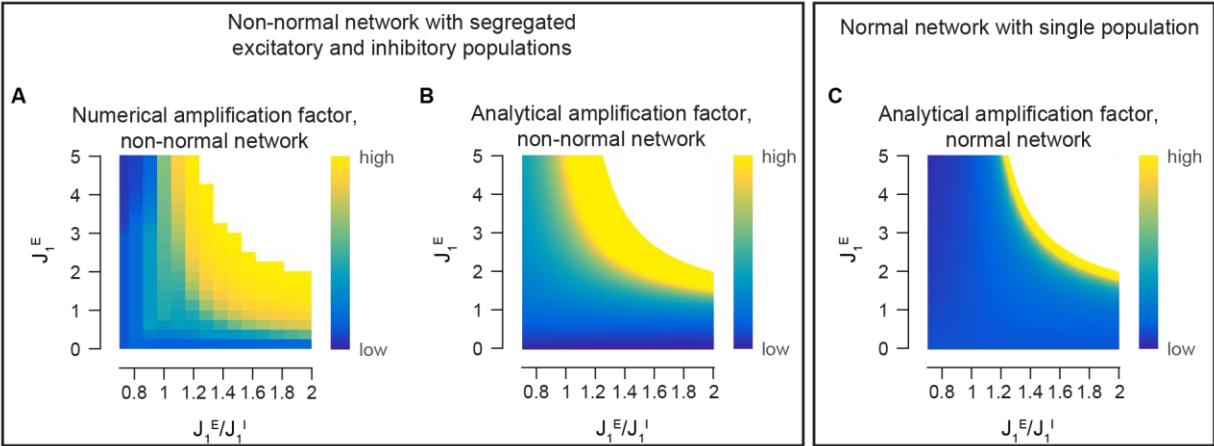 Non-normal network with segregated
excitatory and inhibitory populations
Normal network with single population
A
Numerical amplification factor,
non-normal network
high
low
5
4
3
2
1
0
J₁ᴱ
0.8 1 1.2 1.4 1.6 1.8 2
J₁ᴱ/J₁ᴵ
B
Analytical amplification factor,
non-normal network
high
low
5
4
3
2
1
0
J₁ᴱ
0.8 1 1.2 1.4 1.6 1.8 2
J₁ᴱ/J₁ᴵ
C
Analytical amplification factor,
normal network
high
low
5
4
3
2
1
0
J₁ᴱ
0.8 1 1.2 1.4 1.6 1.8 2
J₁ᴱ/J₁ᴵ